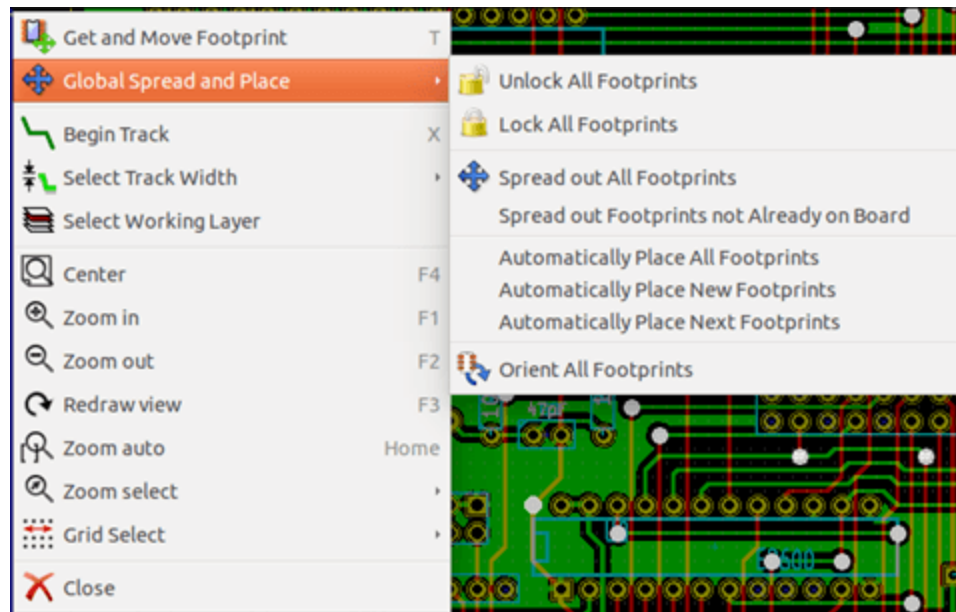 Get and Move Footprint T
Global Spread and Place
Begin Track X
Select Track Width
Select Working Layer
Center F4
Zoom in F1
Zoom out F2
Redraw view F3
Zoom auto Home
Zoom select
Grid Select
Close
Unlock All Footprints
Lock All Footprints
Spread out All Footprints
Spread out Footprints not Already on Board
Automatically Place All Footprints
Automatically Place New Footprints
Automatically Place Next Footprints
Orient All Footprints
47pF